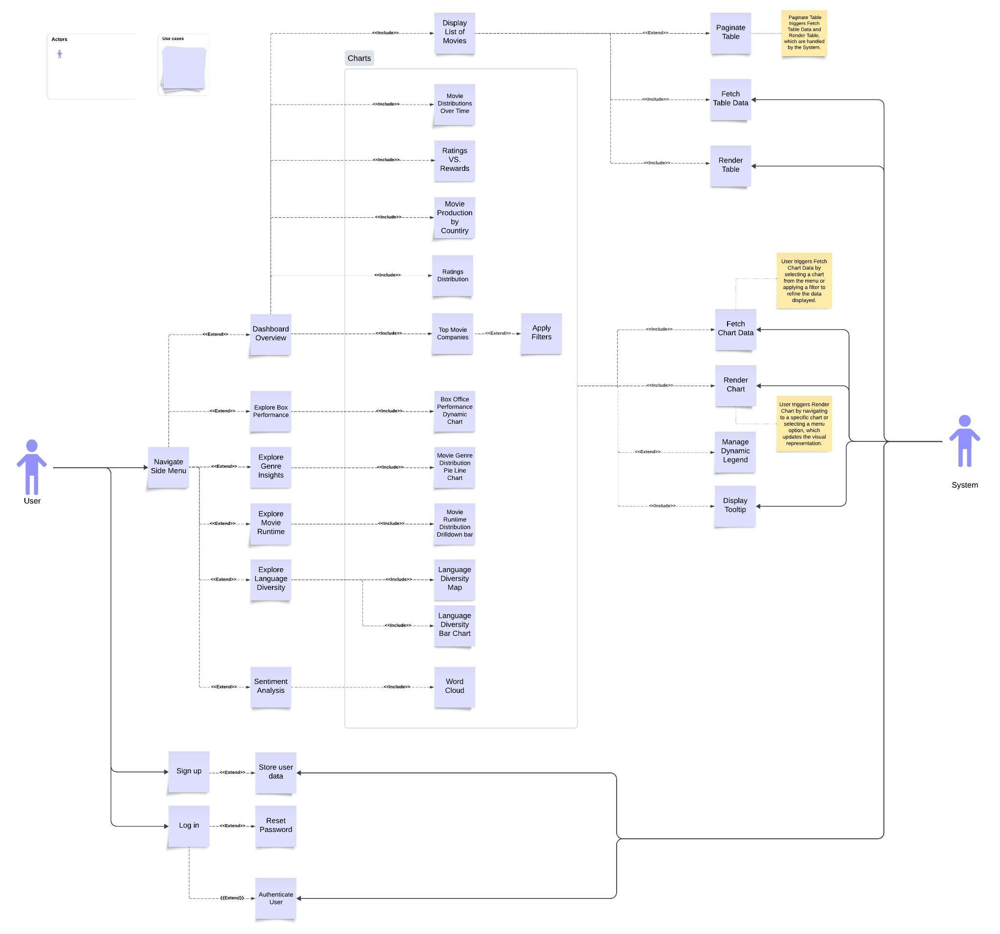 Actors
Use cases
Display
List of
Movies
<<Include>>
<<Extend>>
Paginate
Table
Paginate Table
triggers Fetch
Table Data and
Render Table,
which are handled
by the System.
Charts
Movie
Distributions
Over Time
<<Include>>
Fetch
Table Data
<<Include>>
Ratings
VS.
Rewards
<<Include>>
Render
Table
<<Include>>
Movie
Production
by
Countiry
<<Include>>
Ratings
Distribution
<<Include>>
User triggers Fetch
Chart Data by
selecting a chart
from the menu or
applying a filter to
refine the data
displayed.
<<Extend>>
Dashboard
Overview
<<Include>>
Top Movie
Companies
<<Extend>>
Apply
Filters
<<Include>>
Fetch
Chart Data
<<Include>>
Render
Chart
<<Extend>>
Explore Box
Performance
<<Include>>
Box Office
Performance
Dynamic
Chart
User triggers Render
Chart by navigating
to a specific chart or
selecting a menu
option, which
updates the visual
representation.
<<Extend>>
Manage
Dynamic
Legend
Navigate
Side Menu
<<Extend>>
Explore
Genre
Insights
<<Include>>
Movie Genre
Distribution
Pie Line
Chart
System
User
<<Include>>
Display
Tooltip
<<Extend>>
Explore
Movie
Runtime
<<Include>>
Movie
Runtime
Distribution
Drilldown bar
<<Extend>>
Explore
Language
Diversity
<<Include>>
Language
Diversity
Map
<<Include>>
Language
Diversity
Bar Chart
<<Extend>>
Sentiment
Analysis
<<Include>>
Word
Cloud
Sign up
<<Extend>>
Store user
data
Log in
<<Extend>>
Reset
Password
{{Extend}}
Authenticate
User